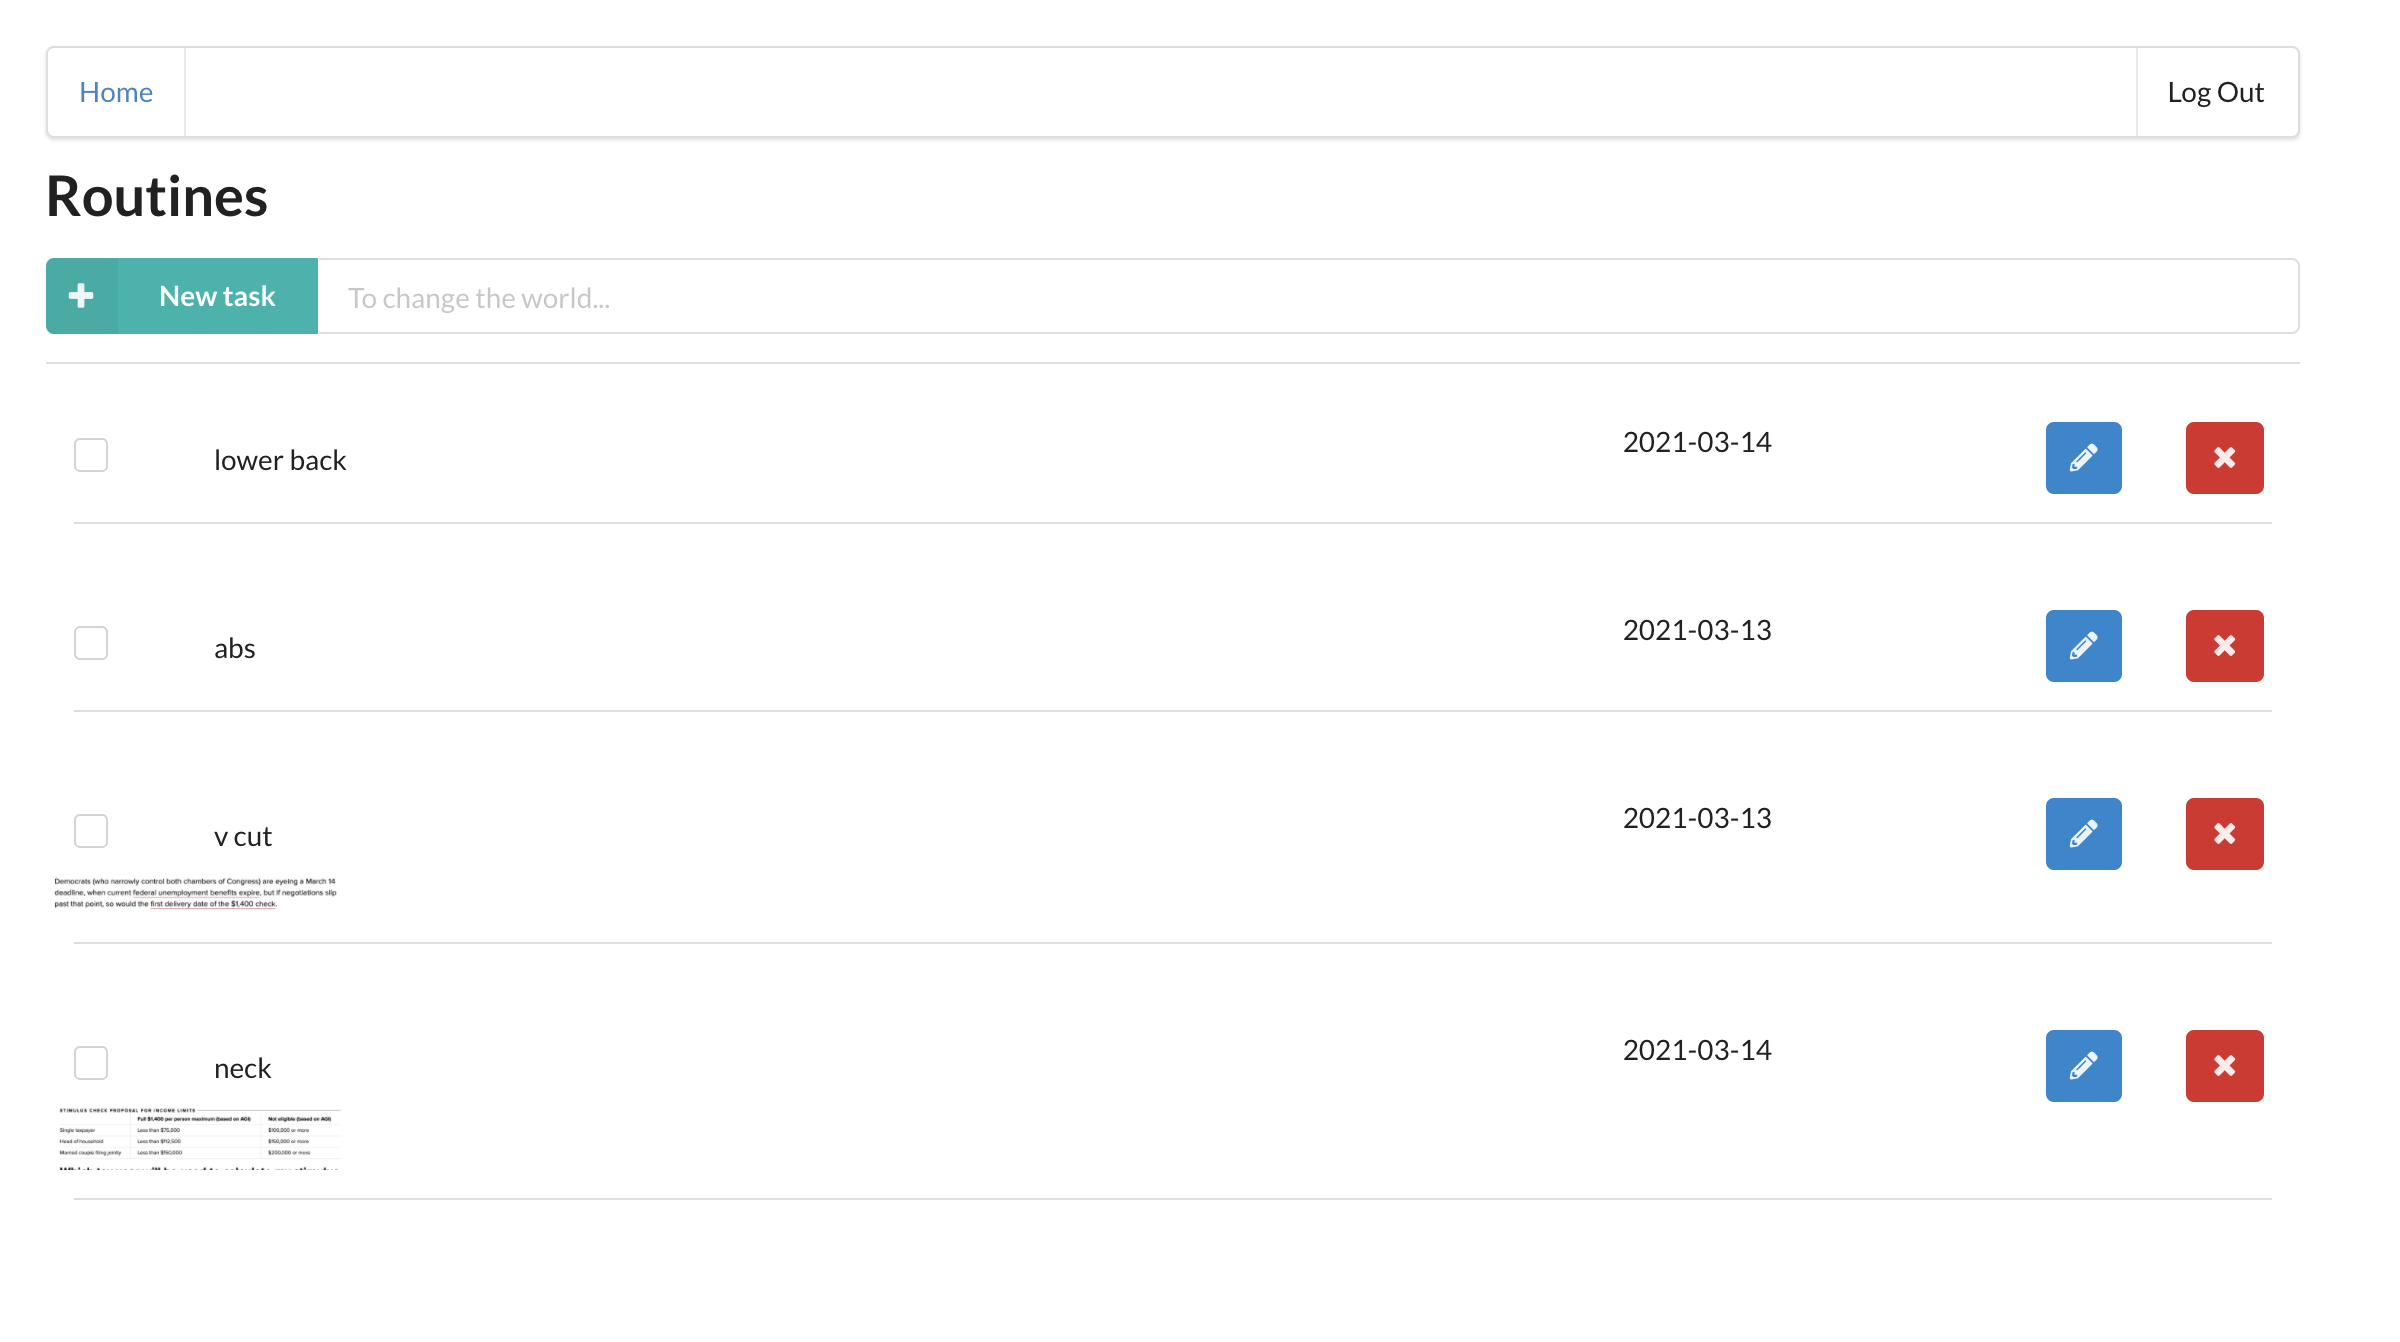 Home
Log Out
Routines
New task
To change the world...
lower back
2021-03-14
abs
2021-03-13
v cut
2021-03-13
Democrats (who narrowly control both chambers of Congress) are eyeing a March 14
deadline, when current federal unemployment benefits expire, but if negotiations slip
past that point, so would the first delivery date of the $1,400 check.
neck
2021-03-14
STIMULUS CHECK PROPOSAL FOR INCOME LIMITS
Full $1,400 per person maximum (based on AGI) Not eligible (based on AGI)
Single taxpayer Less than $75,000 $100,000 or more
Head of household Less than $112,500 $150,000 or more
Married couple filing jointly Less than $150,000 $200,000 or more